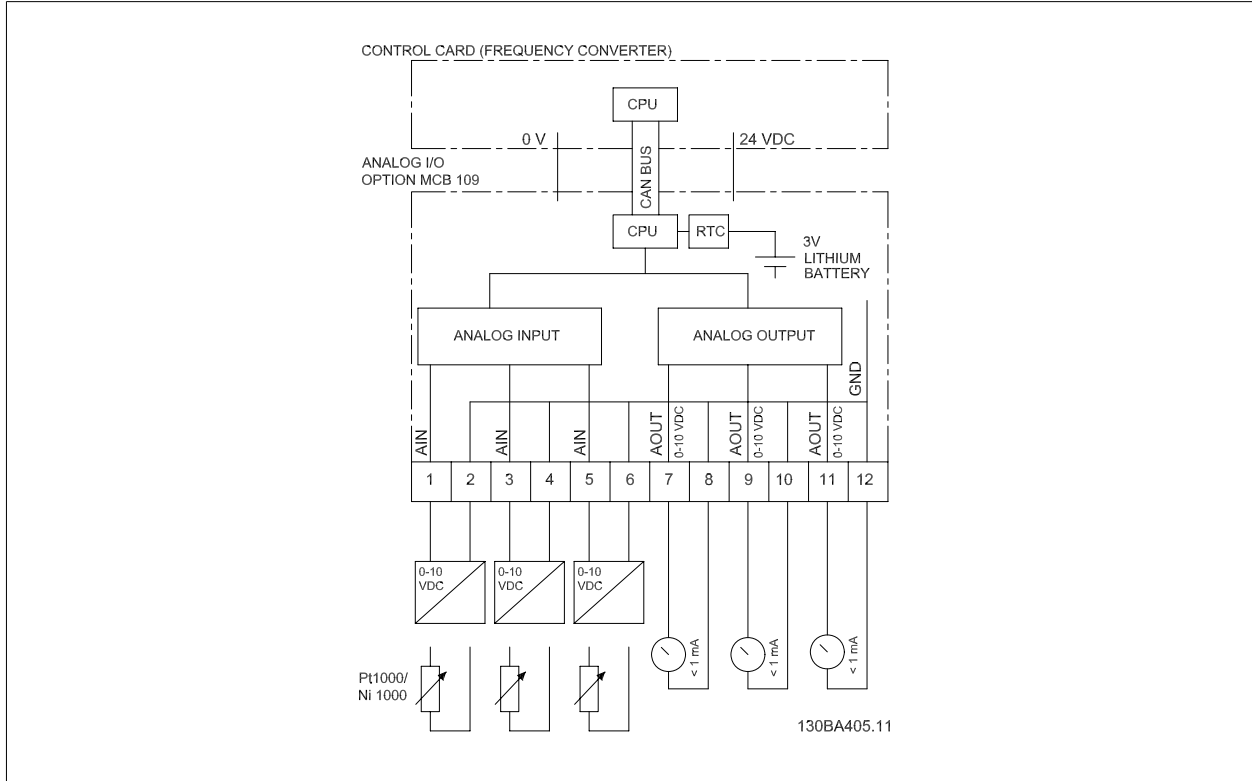 CONTROL CARD (FREQUENCY CONVERTER)
CPU
0 V
24 VDC
CAN BUS
ANALOG I/O
OPTION MCB 109
CPU
RTC
3V
LITHIUM
BATTERY
ANALOG INPUT
ANALOG OUTPUT
GND
AIN
AIN
AIN
AOUT
0-10 VDC
AOUT
0-10 VDC
AOUT
0-10 VDC
1 2 3 4 5 6 7 8 9 10 11 12
0-10
VDC
0-10
VDC
0-10
VDC
< 1 mA
< 1 mA
< 1 mA
Pt1000/
Ni 1000
130BA405.11